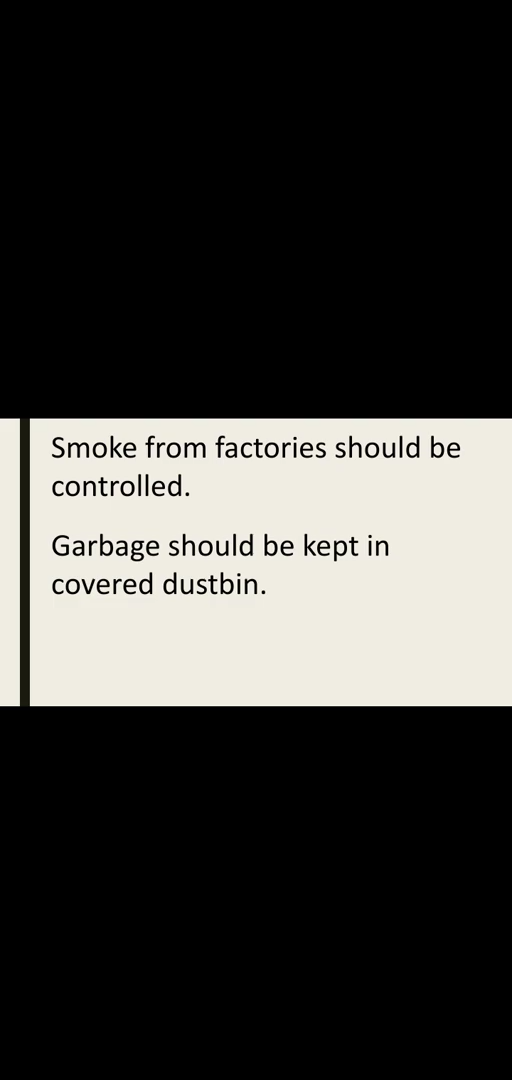 Smoke from factories should be
controlled.
Garbage should be kept in
covered dustbin.